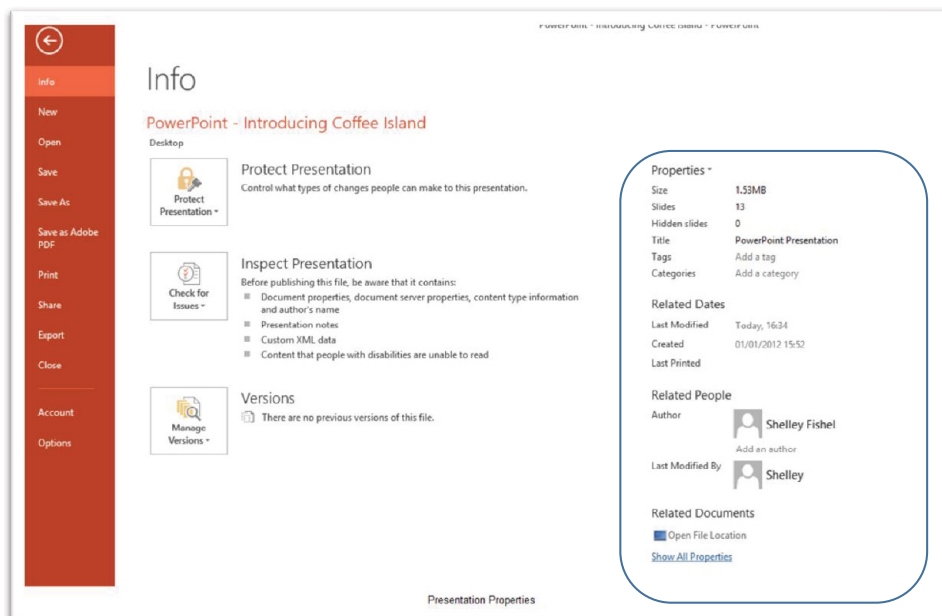 PowerPoint - Introducing Coffee Island - PowerPoint
Info
New
Open
Save
Save As
Save as Adobe
PDF
Print
Share
Export
Close
Account
Options
Info
PowerPoint - Introducing Coffee Island
Desktop
Protect
Presentation
Protect Presentation
Control what types of changes people can make to this presentation.
Check for
Issues
Inspect Presentation
Before publishing this file, be aware that it contains:
Document properties, document server properties, content type information
and author's name
Presentation notes
Custom XML data
Content that people with disabilities are unable to read
Manage
Versions
Versions
There are no previous versions of this file.
Properties
Size 1.53MB
Slides 13
Hidden slides 0
Title PowerPoint Presentation
Tags Add a tag
Categories Add a category
Related Dates
Last Modified Today, 16:34
Created 01/01/2012 15:52
Last Printed
Related People
Author Shelley Fishel
Add an author
Last Modified By Shelley
Related Documents
Open File Location
Show All Properties
Presentation Properties